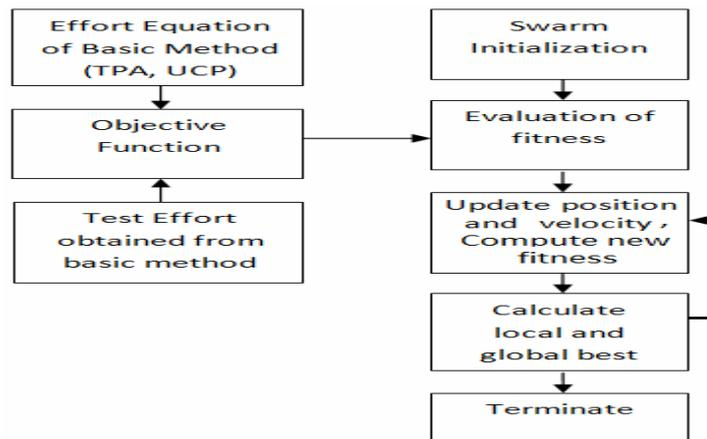 Effort Equation
of Basic Method
(TPA, UCP)
Objective
Function
Test Effort
obtained from
basic method
Swarm
Initialization
Evaluation of
fitness
Update position
and velocity,
Compute new
fitness
Calculate
local and
global best
Terminate